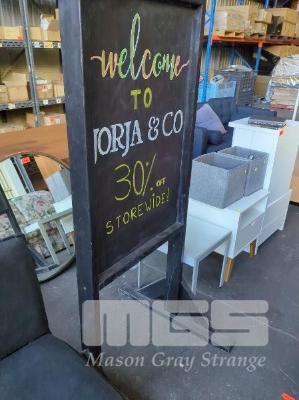 welcome
TO
JORJA & CO
30% OFF
STOREWIDE!
MGS
Mason Gray Strange